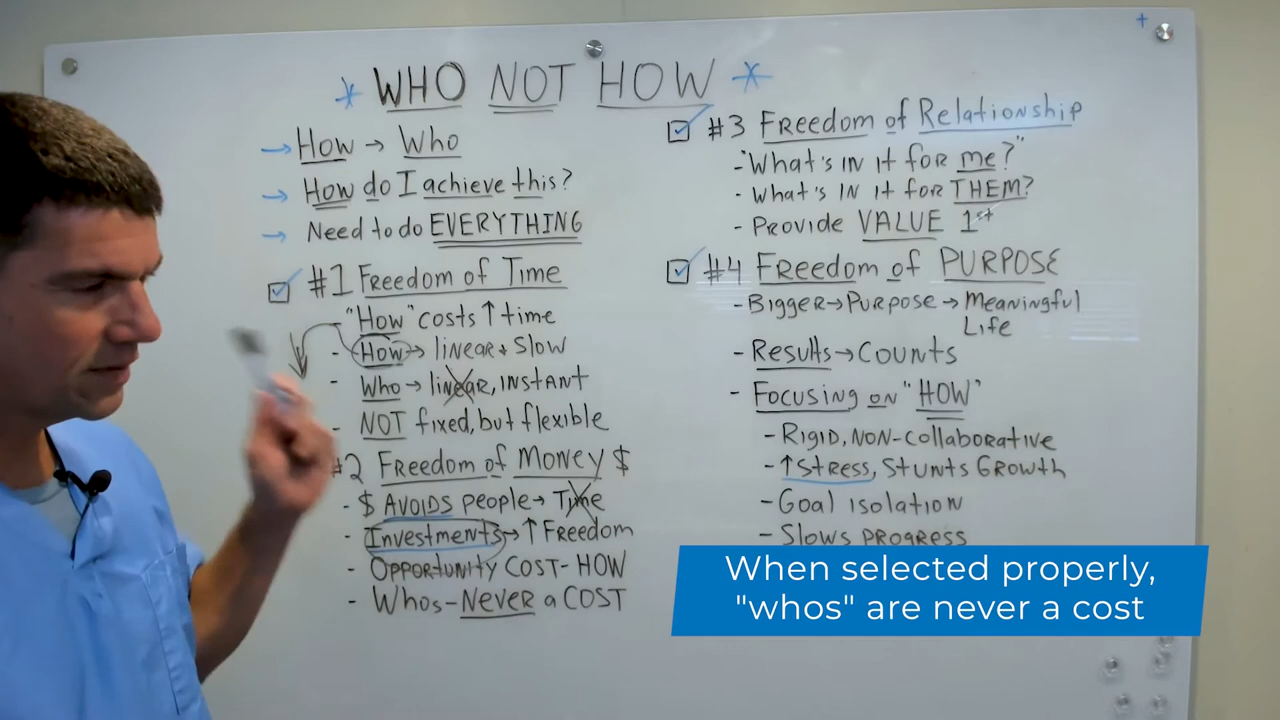 * WHO NOT HOW *
→ How → Who
→ How do I achieve this?
→ Need to do EVERYTHING
#1 Freedom of Time
"How" costs ↑ time
- How → linear + Slow
- Who → linear, INSTANT
- NOT fixed, but flexible
#2 Freedom of Money $
- $ AVOIDS people → Time
- Investments → ↑ Freedom
- Opportunity COST - HOW
- Whos - Never a COST
#3 Freedom of Relationship
- "What's IN it for me?"
- What's IN it for THEM?
- Provide VALUE 1st
#4 Freedom of PURPOSE
- Bigger → Purpose → Meaningful
Life
- Results → Counts
- Focusing on "HOW"
- Rigid, NON-Collaborative
- ↑ Stress, Stunts Growth
- Goal isolation
- Slows Progress
When selected properly,
"whos" are never a cost